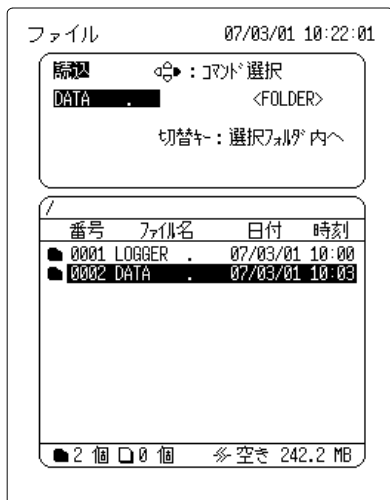 ファイル 07/03/01 10:22:01
読込 :コマンド選択
DATA . <FOLDER>
切替キー:選択フォルダ内へ
/
番号 ファイル名 日付 時刻
0001 LOGGER . 07/03/01 10:00
0002 DATA . 07/03/01 10:03
2 個 0 個 空き 242.2 MB